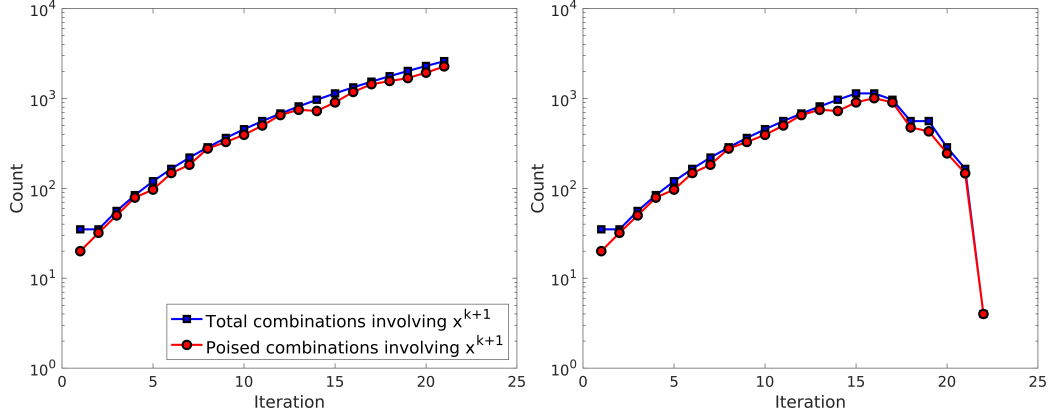 10^4
10^3
10^2
10^1
10^0
Count
0 5 10 15 20 25
Iteration
Total combinations involving x^{k+1}
Poised combinations involving x^{k+1}
10^4
10^3
10^2
10^1
10^0
Count
0 5 10 15 20 25
Iteration